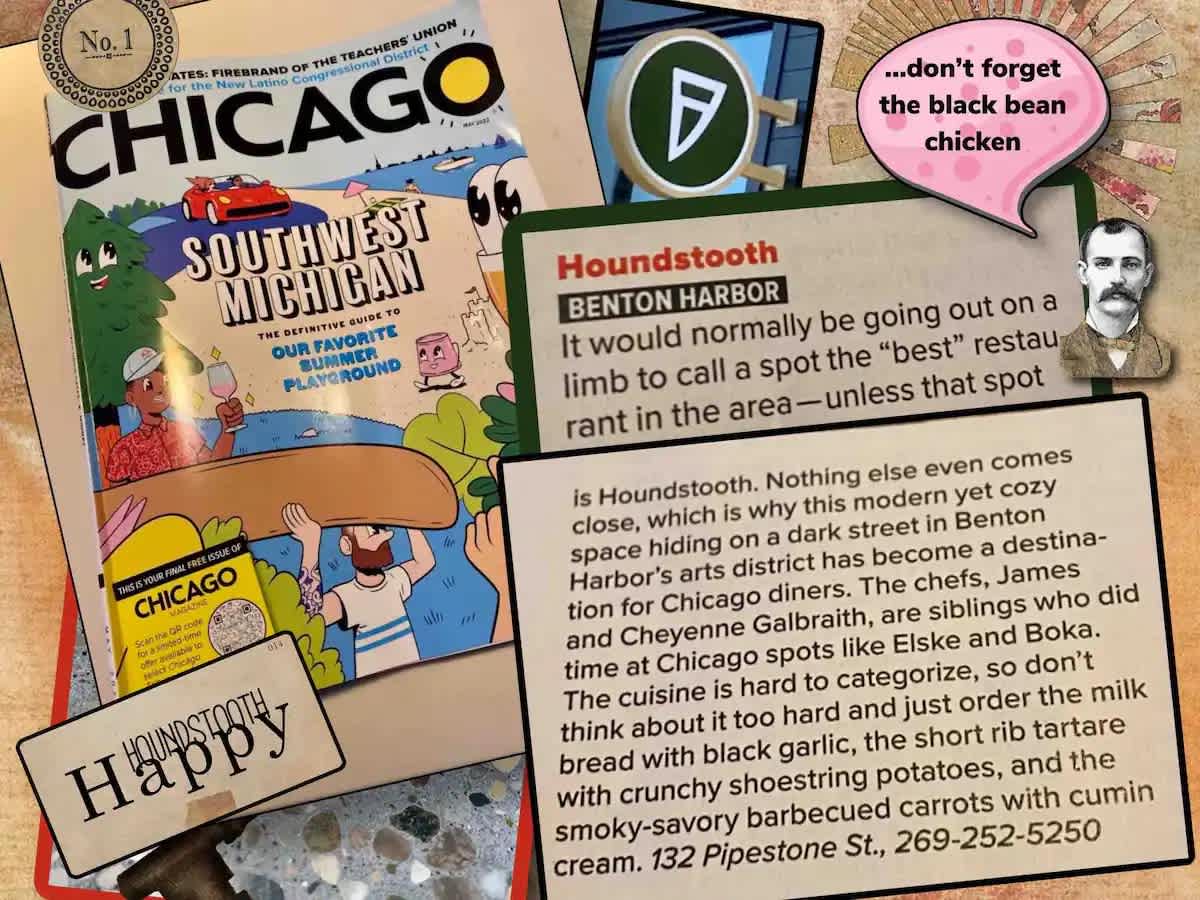 No. 1
ATES: FIREBRAND OF THE TEACHERS' UNION
for the New Latino Congressional District
CHICAGO
MAY 2022
SOUTHWEST
MICHIGAN
THE DEFINITIVE GUIDE TO
OUR FAVORITE
SUMMER
PLAYGROUND
THIS IS YOUR FINAL FREE ISSUE OF
CHICAGO
MAGAZINE
Scan the QR code
for a limited-time
offer available to
select Chicago
014
HOUNDSTOOTH
Happy
...don't forget
the black bean
chicken
Houndstooth
BENTON HARBOR
It would normally be going out on a
limb to call a spot the “best” restau-
rant in the area—unless that spot
is Houndstooth. Nothing else even comes
close, which is why this modern yet cozy
space hiding on a dark street in Benton
Harbor's arts district has become a destina-
tion for Chicago diners. The chefs, James
and Cheyenne Galbraith, are siblings who did
time at Chicago spots like Elske and Boka.
The cuisine is hard to categorize, so don't
think about it too hard and just order the milk
bread with black garlic, the short rib tartare
with crunchy shoestring potatoes, and the
smoky-savory barbecued carrots with cumin
cream. 132 Pipestone St., 269-252-5250